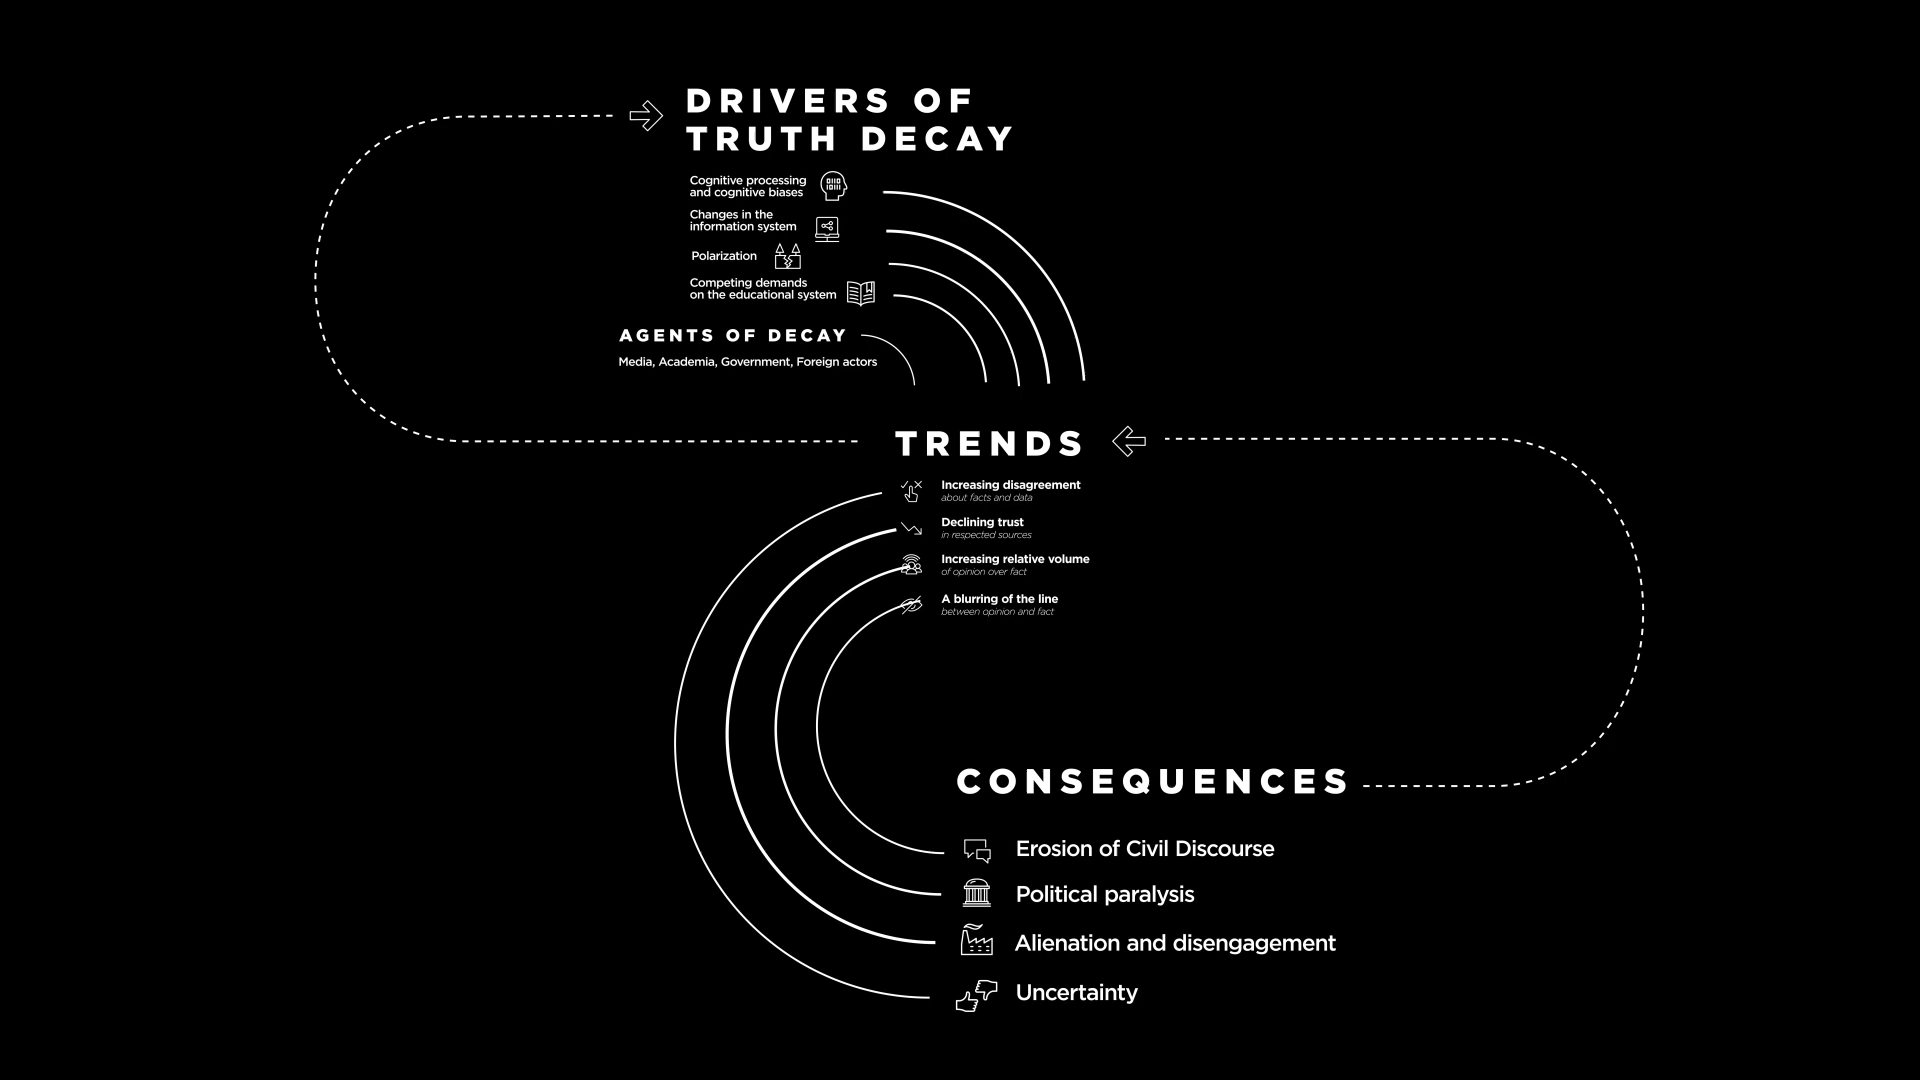 DRIVERS OF
TRUTH DECAY
Cognitive processing
and cognitive biases
Changes in the
information system
Polarization
Competing demands
on the educational system
AGENTS OF DECAY
Media, Academia, Government, Foreign actors
TRENDS
Increasing disagreement
about facts and data
Declining trust
in respected sources
Increasing relative volume
of opinion over fact
A blurring of the line
between opinion and fact
CONSEQUENCES
Erosion of Civil Discourse
Political paralysis
Alienation and disengagement
Uncertainty